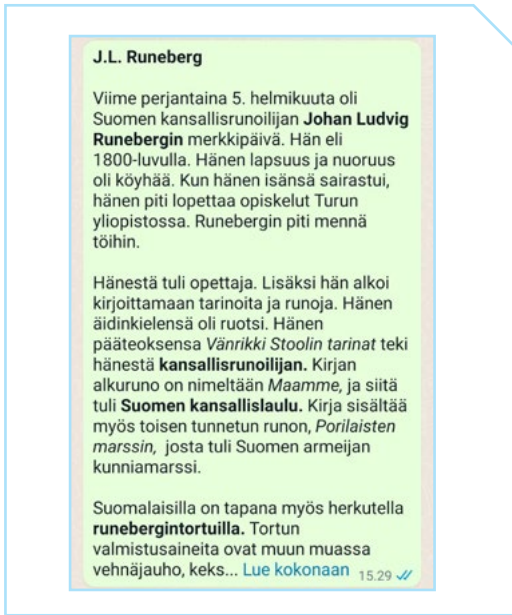 J.L. Runeberg
Viime perjantaina 5. helmikuuta oli
Suomen kansallisrunoilijan Johan Ludvig
Runebergin merkkipäivä. Hän eli
1800-luvulla. Hänen lapsuus ja nuoruus
oli köyhää. Kun hänen isänsä sairastui,
hänen piti lopettaa opiskelut Turun
yliopistossa. Runebergin piti mennä
töihin.
Hänestä tuli opettaja. Lisäksi hän alkoi
kirjoittamaan tarinoita ja runoja. Hänen
äidinkielensä oli ruotsi. Hänen
pääteoksensa Vänrikki Stoolin tarinat teki
hänestä kansallisrunoilijan. Kirjan
alkuruno on nimeltään Maamme, ja siitä
tuli Suomen kansallislaulu. Kirja sisältää
myös toisen tunnetun runon, Porilaisten
marssin, josta tuli Suomen armeijan
kunniamarssi.
Suomalaisilla on tapana myös herkutella
runebergintortuilla. Tortun
valmistusaineita ovat muun muassa
vehnäjauho, keks... Lue kokonaan 15.29